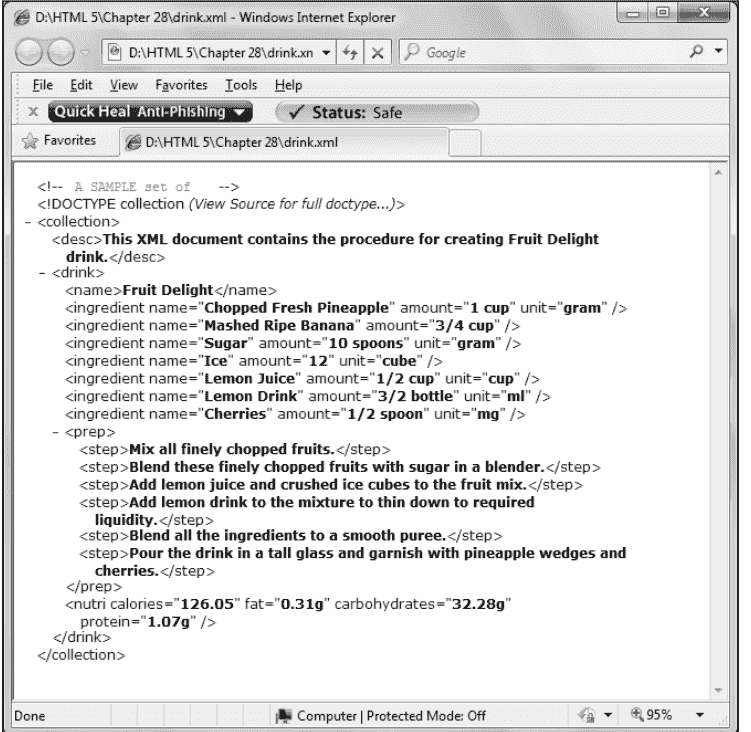 D:\HTML 5\Chapter 28\drink.xml - Windows Internet Explorer
D:\HTML 5\Chapter 28\drink.xn
Google
File Edit View Favorites Tools Help
x Quick Heal Anti-Phishing Status: Safe
Favorites D:\HTML 5\Chapter 28\drink.xml
<!-- A SAMPLE set of -->
<!DOCTYPE collection (View Source for full doctype...)>
- <collection>
<desc>This XML document contains the procedure for creating Fruit Delight
drink.</desc>
- <drink>
<name>Fruit Delight</name>
<ingredient name="Chopped Fresh Pineapple" amount="1 cup" unit="gram" />
<ingredient name="Mashed Ripe Banana" amount="3/4 cup" />
<ingredient name="Sugar" amount="10 spoons" unit="gram" />
<ingredient name="Ice" amount="12" unit="cube" />
<ingredient name="Lemon Juice" amount="1/2 cup" unit="cup" />
<ingredient name="Lemon Drink" amount="3/2 bottle" unit="ml" />
<ingredient name="Cherries" amount="1/2 spoon" unit="mg" />
- <prep>
<step>Mix all finely chopped fruits.</step>
<step>Blend these finely chopped fruits with sugar in a blender.</step>
<step>Add lemon juice and crushed ice cubes to the fruit mix.</step>
<step>Add lemon drink to the mixture to thin down to required
liquidity.</step>
<step>Blend all the ingredients to a smooth puree.</step>
<step>Pour the drink in a tall glass and garnish with pineapple wedges and
cherries.</step>
</prep>
<nutri calories="126.05" fat="0.31g" carbohydrates="32.28g"
protein="1.07g" />
</drink>
</collection>
Done Computer | Protected Mode: Off 95%